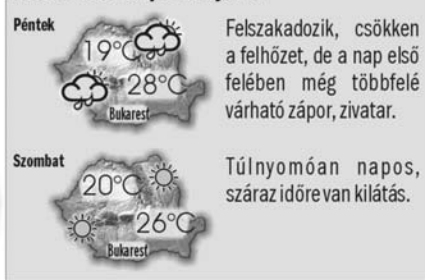 Péntek
19°C
28°C
Bukarest
Felszakadozik, csökken
a felhőzet, de a nap első
felében még többfelé
várható zápor, zivatar.
Szombat
20°C
26°C
Bukarest
Túlnyomóan napos,
száraz időre van kilátás.